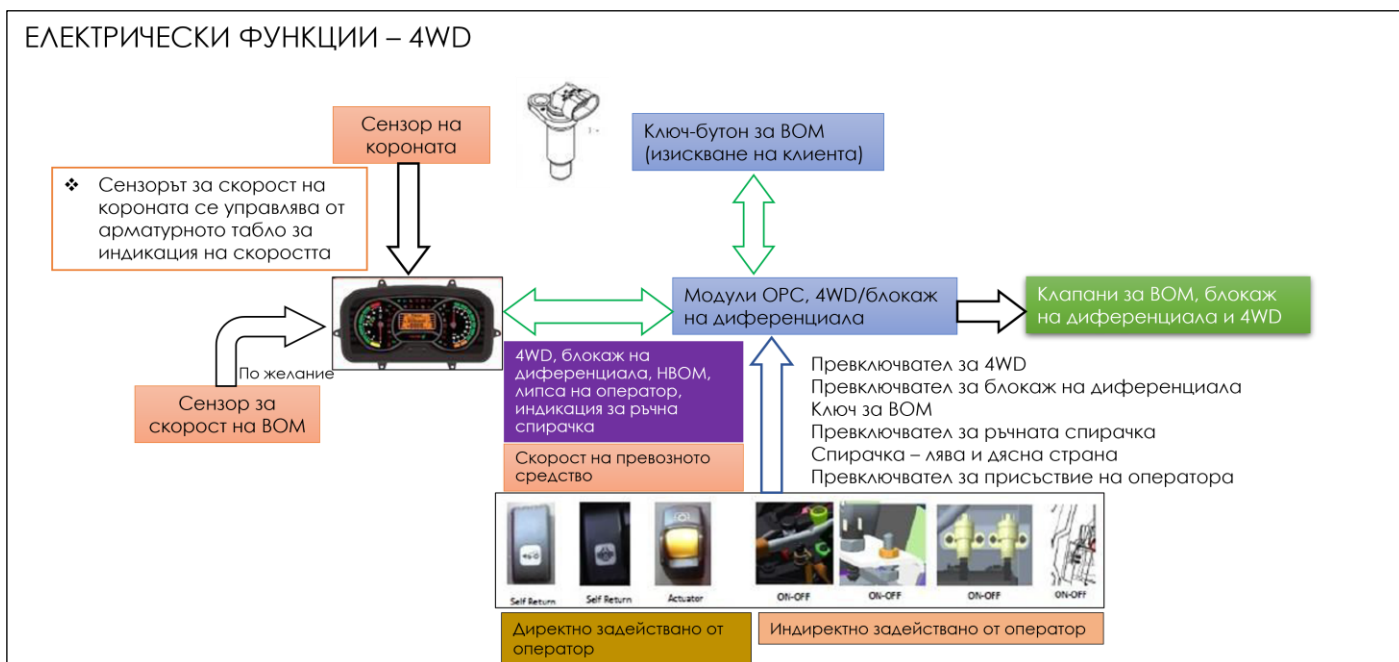 ЕЛЕКТРИЧЕСКИ ФУНКЦИИ – 4WD
Сензор на
короната
Ключ-бутон за ВОМ
(изискване на клиента)
❖ Сензорът за скорост на
короната се управлява от
арматурното табло за
индикация на скоростта
Модули ОРС, 4WD/блокаж
на диференциала
Клапани за ВОМ, блокаж
на диференциала и 4WD
По желание
Сензор за
скорост на ВОМ
4WD, блокаж на
диференциала, НВОМ,
липса на оператор,
индикация за ръчна
спирачка
Скорост на превозното
средство
Превключвател за 4WD
Превключвател за блокаж на диференциала
Ключ за ВОМ
Превключвател за ръчната спирачка
Спирачка – лява и дясна страна
Превключвател за присъствие на оператора
Self Return
Self Return
Actuator
ON-OFF
ON-OFF
ON-OFF
ON-OFF
Директно задействано от
оператор
Индиректно задействано от оператор